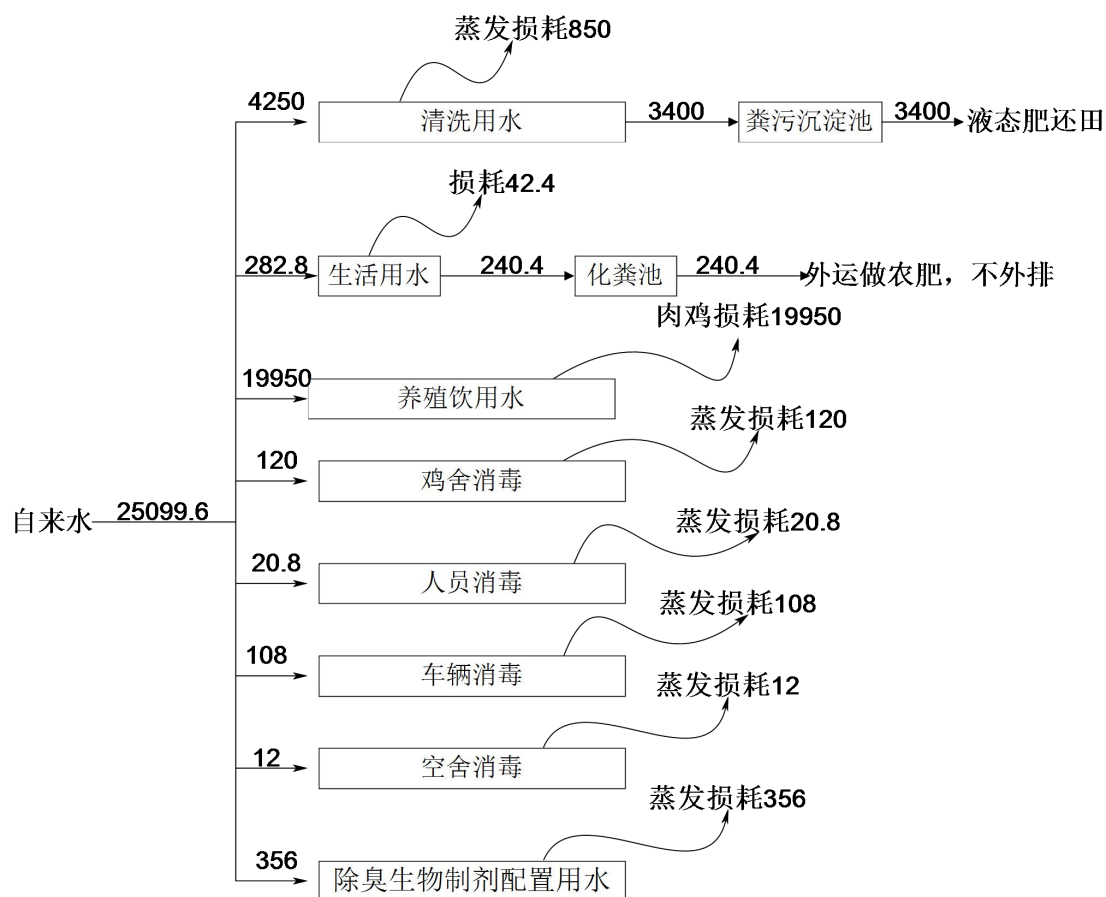 蒸发损耗850
4250
清洗用水
3400
粪污沉淀池
3400
液态肥还田
损耗42.4
282.8
生活用水
240.4
化粪池
240.4
外运做农肥，不外排
肉鸡损耗19950
19950
养殖饮用水
蒸发损耗120
120
鸡舍消毒
自来水
25099.6
蒸发损耗20.8
20.8
人员消毒
蒸发损耗108
108
车辆消毒
蒸发损耗12
12
空舍消毒
蒸发损耗356
356
除臭生物制剂配置用水